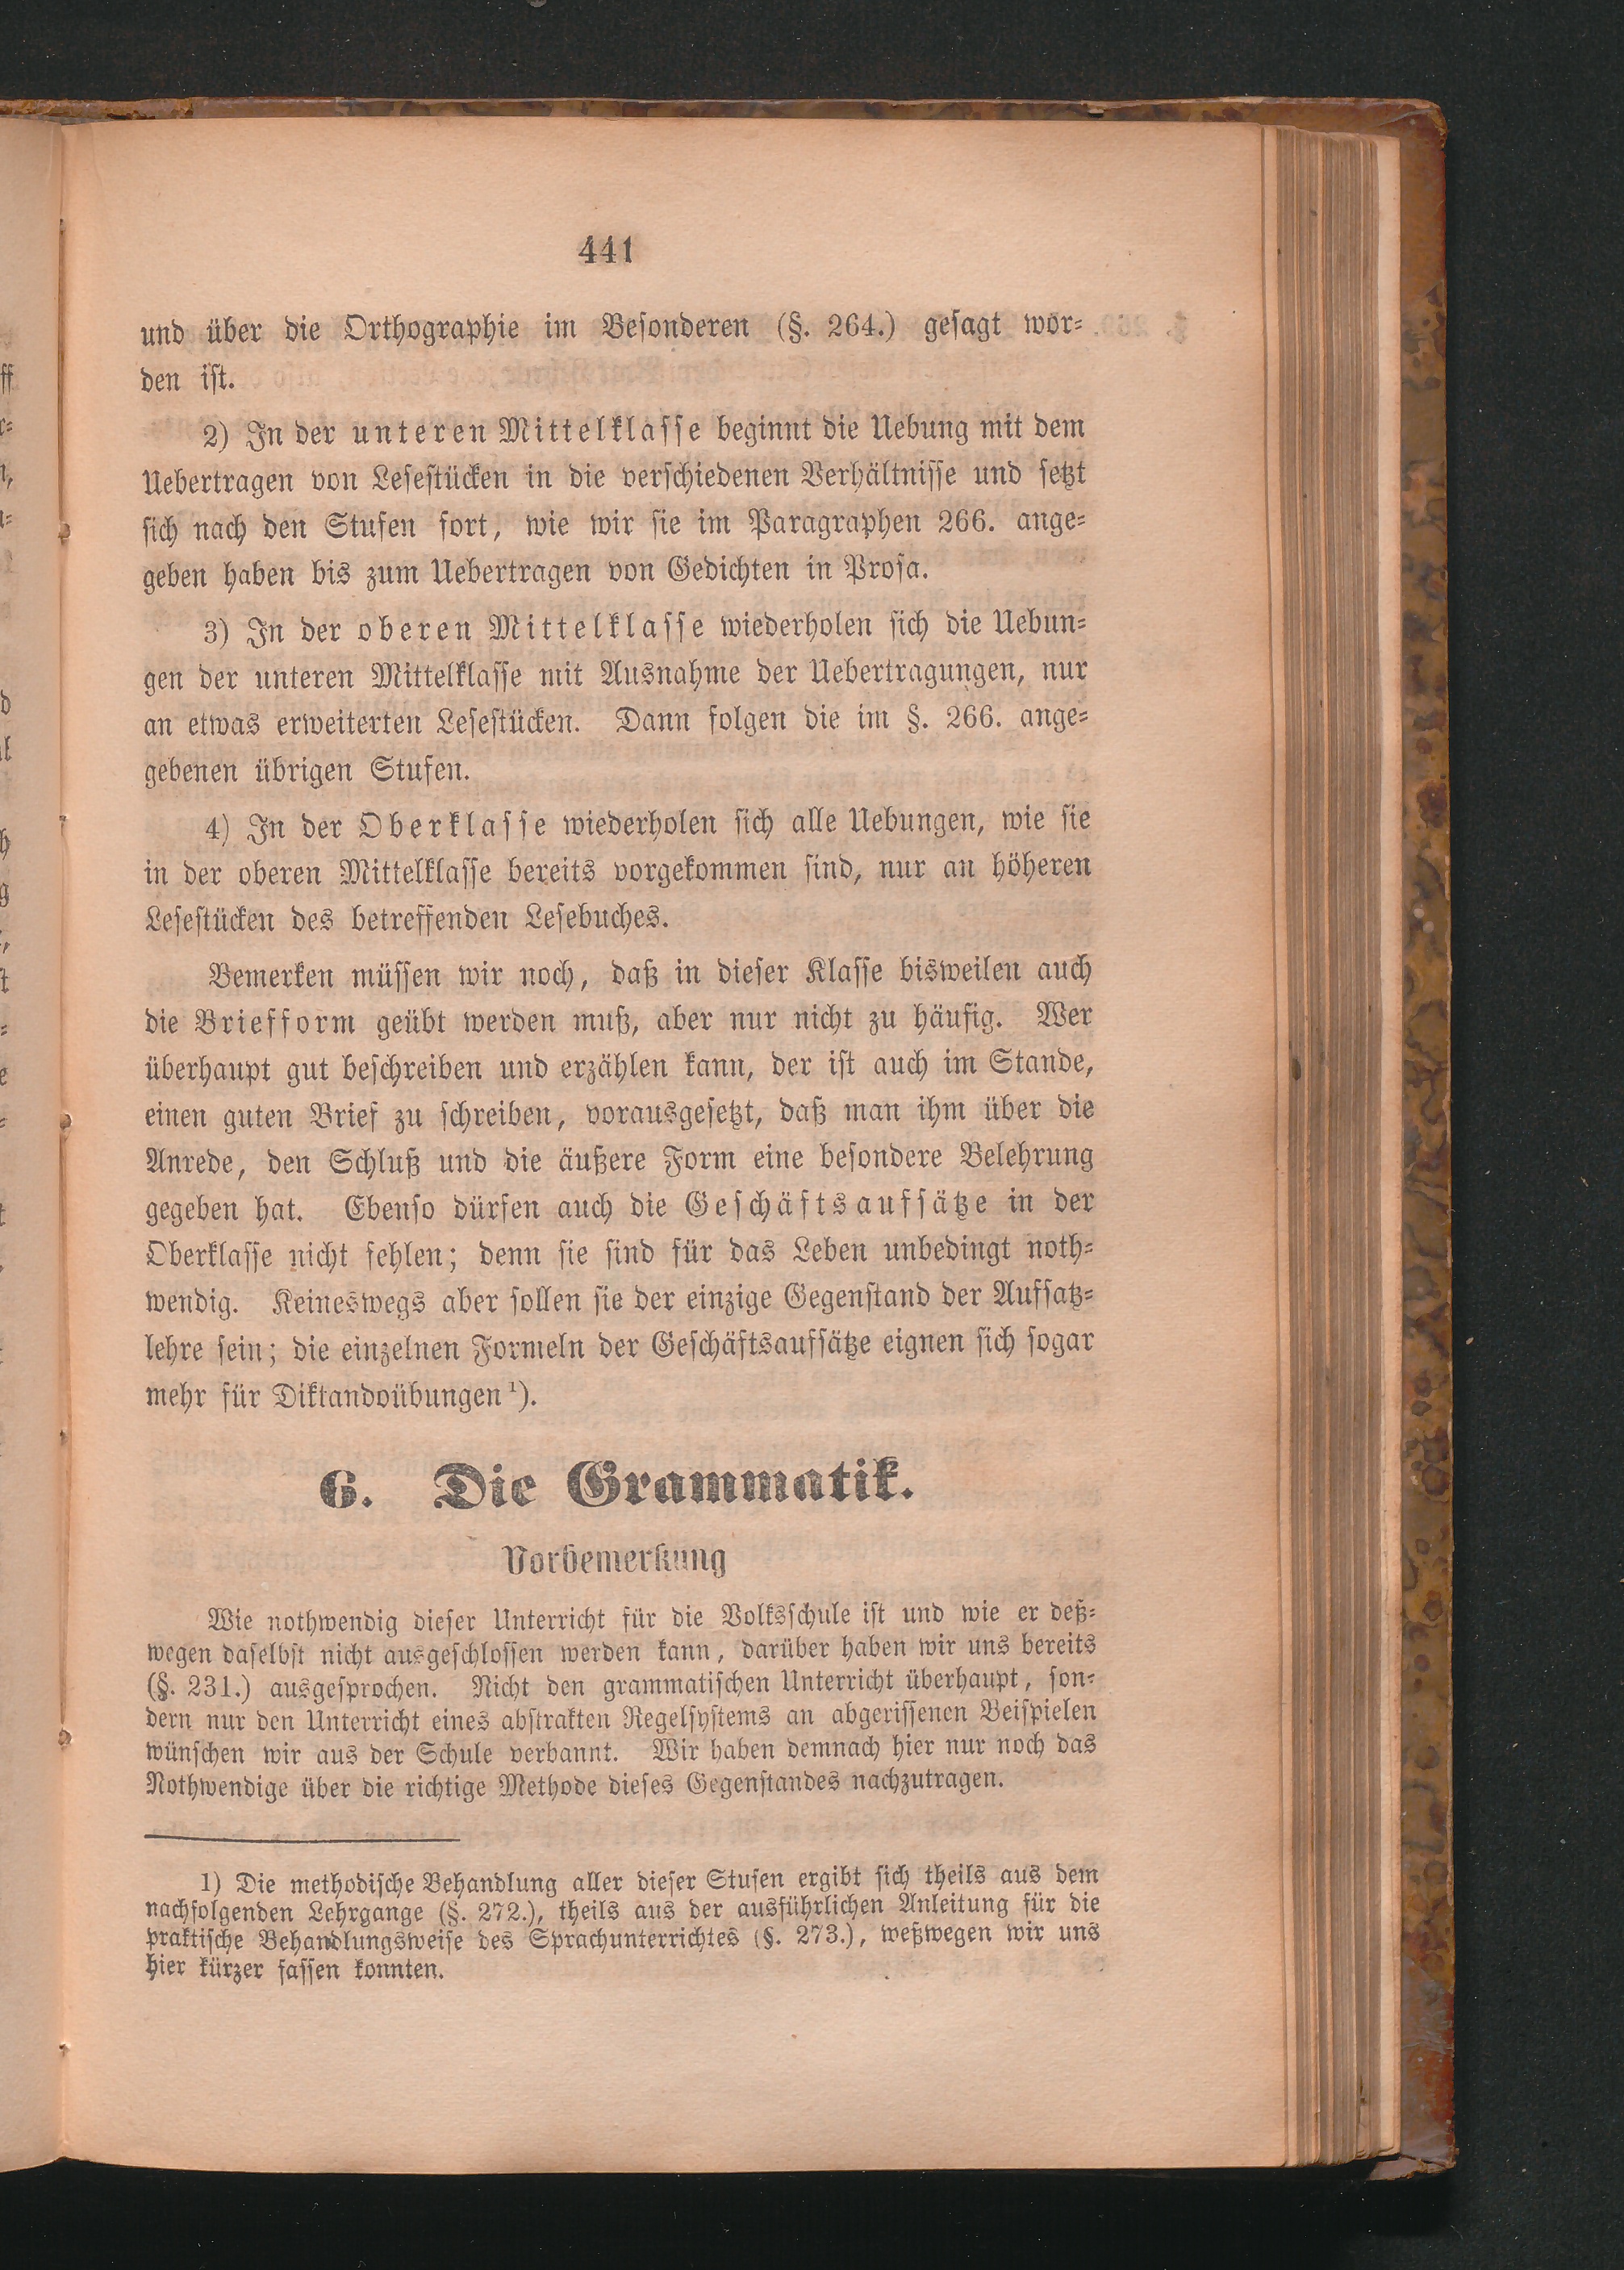 441
und über die Orthographie im Besonderen (§. 264.) gesagt wor-
den ist.
2) In der unteren Mittelklasse beginnt die Uebung mit dem
Uebertragen von Lesestücken in die verschiedenen Verhältnisse und setzt
sich nach den Stufen fort, wie wir sie im Paragraphen 266. ange-
geben haben bis zum Uebertragen von Gedichten in Prosa.
3) In der oberen Mittelklasse wiederholen sich die Uebun-
gen der unteren Mittelklasse mit Ausnahme der Uebertragungen, nur
an etwas erweiterten Lesestücken. Dann folgen die im §. 266. ange-
gebenen übrigen Stufen.
4) In der Oberklasse wiederholen sich alle Uebungen, wie sie
in der oberen Mittelklasse bereits vorgekommen sind, nur an höheren
Lesestücken des betreffenden Lesebuches.
Bemerken müssen wir noch, daß in dieser Klasse bisweilen auch
die Briefform geübt werden muß, aber nur nicht zu häufig. Wer
überhaupt gut beschreiben und erzählen kann, der ist auch im Stande,
einen guten Brief zu schreiben, vorausgesetzt, daß man ihm über die
Anrede, den Schluß und die äußere Form eine besondere Belehrung
gegeben hat. Ebenso dürfen auch die Geschäftsaufsätze in der
Oberklasse nicht fehlen; denn sie sind für das Leben unbedingt noth-
wendig. Keineswegs aber sollen sie der einzige Gegenstand der Aufsatz-
lehre sein; die einzelnen Formeln der Geschäftsaufsätze eignen sich sogar
mehr für Diktandoübungen ¹).
6. Die Grammatik.
Vorbemerkung
Wie nothwendig dieser Unterricht für die Volksschule ist und wie er deß-
wegen daselbst nicht ausgeschlossen werden kann, darüber haben wir uns bereits
(§. 231.) ausgesprochen. Nicht den grammatischen Unterricht überhaupt, son-
dern nur den Unterricht eines abstrakten Regelsystems an abgerissenen Beispielen
wünschen wir aus der Schule verbannt. Wir haben demnach hier nur noch das
Nothwendige über die richtige Methode dieses Gegenstandes nachzutragen.
1) Die methodische Behandlung aller dieser Stufen ergibt sich theils aus dem
nachfolgenden Lehrgange (§. 272.), theils aus der ausführlichen Anleitung für die
praktische Behandlungsweise des Sprachunterrichtes (§. 273.), weßwegen wir uns
hier kürzer fassen konnten.